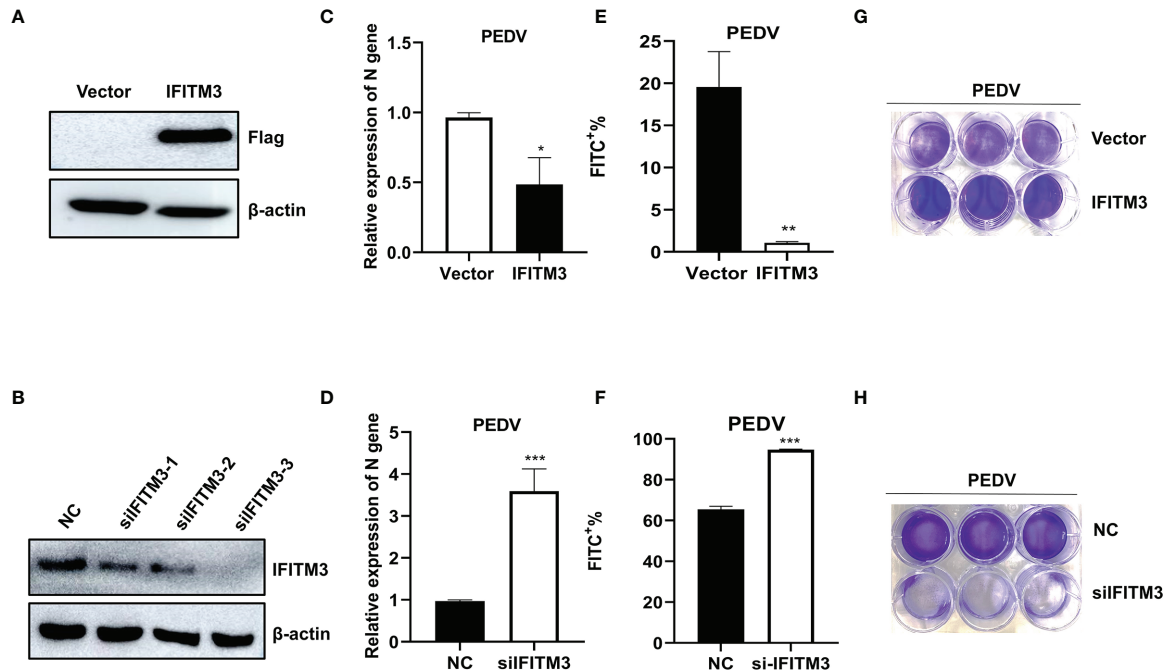 A
Vector IFITM3
Flag
β-actin
C
PEDV
Relative expression of N gene
1.5
1.0
0.5
0.0
*
Vector IFITM3
E
PEDV
FITC+%
25
20
15
10
5
0
**
Vector IFITM3
G
PEDV
Vector
IFITM3
B
NC
siIFITM3-1
siIFITM3-2
siIFITM3-3
IFITM3
β-actin
D
PEDV
Relative expression of N gene
5
4
3
2
1
0
***
NC siIFITM3
F
PEDV
FITC+%
100
80
60
40
20
0
***
NC si-IFITM3
H
PEDV
NC
siIFITM3